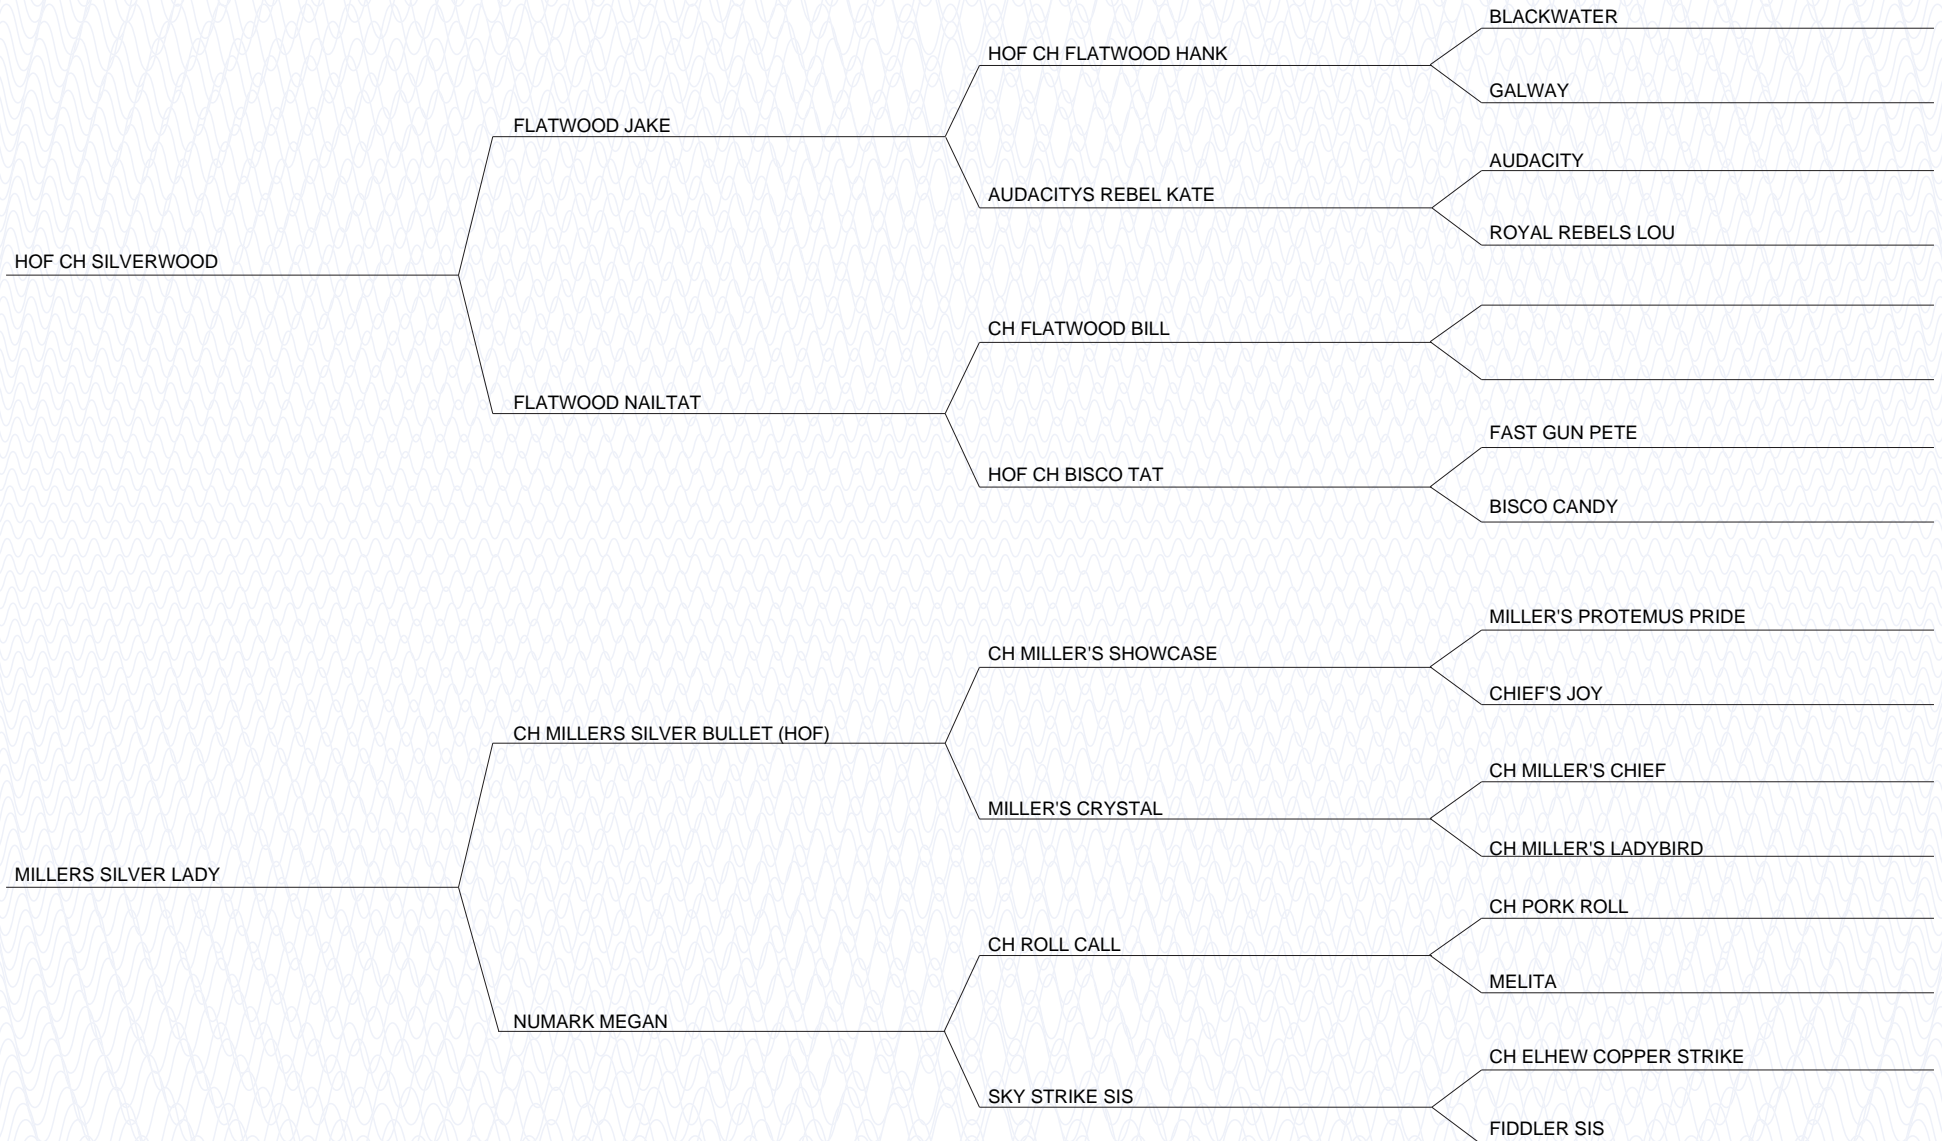 BLACKWATER
HOF CH FLATWOOD HANK
GALWAY
FLATWOOD JAKE
AUDACITY
AUDACITYS REBEL KATE
ROYAL REBELS LOU
HOF CH SILVERWOOD
CH FLATWOOD BILL
FLATWOOD NAILTAT
FAST GUN PETE
HOF CH BISCO TAT
BISCO CANDY
MILLER'S PROTEMUS PRIDE
CH MILLER'S SHOWCASE
CHIEF'S JOY
CH MILLERS SILVER BULLET (HOF)
CH MILLER'S CHIEF
MILLER'S CRYSTAL
CH MILLER'S LADYBIRD
MILLERS SILVER LADY
CH PORK ROLL
CH ROLL CALL
MELITA
NUMARK MEGAN
CH ELHEW COPPER STRIKE
SKY STRIKE SIS
FIDDLER SIS